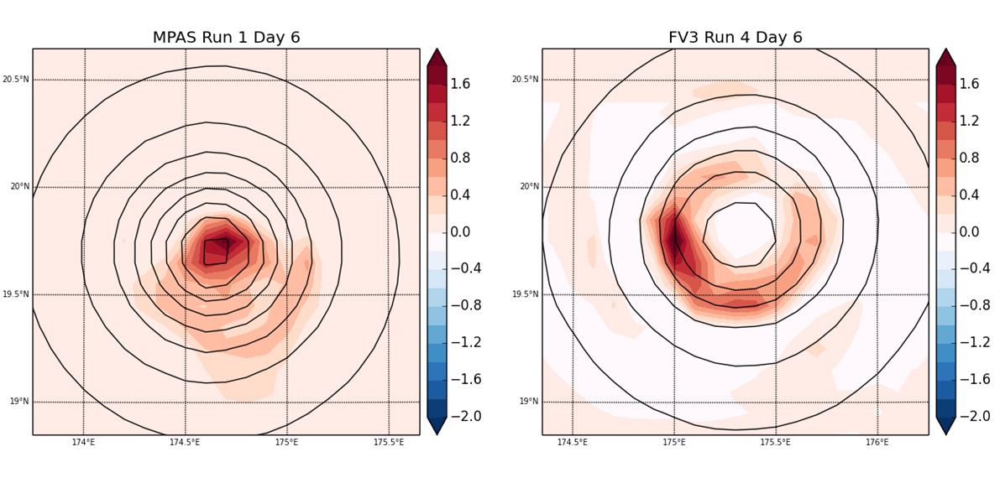 MPAS Run 1 Day 6
20.5°N
20°N
19.5°N
19°N
174°E
174.5°E
175°E
175.5°E
1.6
1.2
0.8
0.4
0.0
−0.4
−0.8
−1.2
−1.6
−2.0
FV3 Run 4 Day 6
20.5°N
20°N
19.5°N
19°N
174.5°E
175°E
175.5°E
176°E
1.6
1.2
0.8
0.4
0.0
−0.4
−0.8
−1.2
−1.6
−2.0